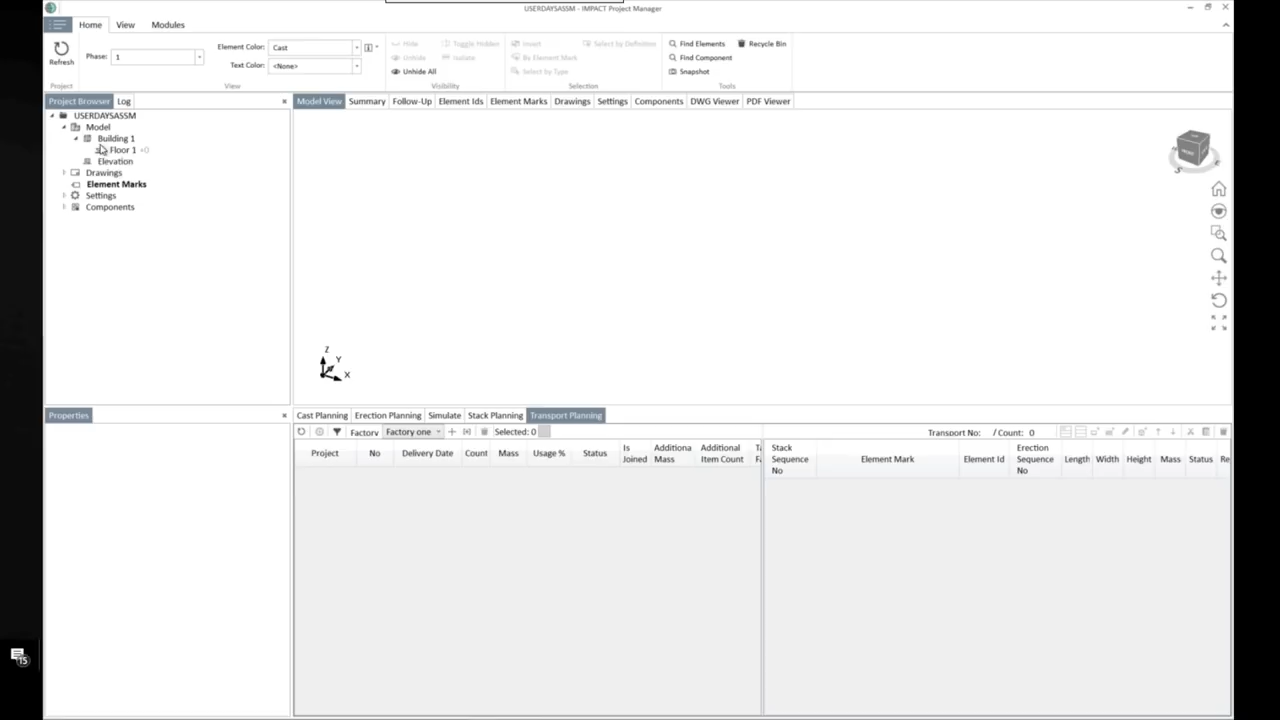 USERDAYSASSM - IMPACT Project Manager
Home View Modules
Refresh
Phase: 1
Element Color: Cast
Text Color: <None>
Hide Toggle Hidden
Unhide Isolate
Unhide All
Invert Select by Definition
By Element Mark
Select by Type
Find Elements Recycle Bin
Find Component
Snapshot
Project View Visibility Selection Tools
Project Browser Log
Model View Summary Follow-Up Element Ids Element Marks Drawings Settings Components DWG Viewer PDF Viewer
USERDAYSASSM
Model
Building 1
Floor 1 +0
Elevation
Drawings
Element Marks
Settings
Components
FRONT
S E
Z
Y
X
Properties
Cast Planning Erection Planning Simulate Stack Planning Transport Planning
Factory Factory one Selected: 0
Transport No: / Count: 0
Project No Delivery Date Count Mass Usage % Status Is Joined Additiona Mass Additional Item Count Ta Fa
Stack Sequence No Element Mark Element Id Erection Sequence No Length Width Height Mass Status Re
15